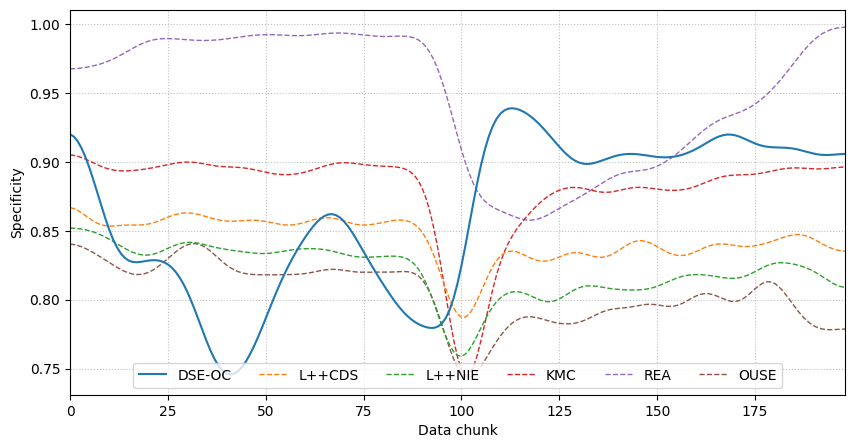 1.00
0.95
0.90
0.85
0.80
0.75
Specificity
DSE-OC L++CDS L++NIE KMC REA OUSE
0 25 50 75 100 125 150 175
Data chunk